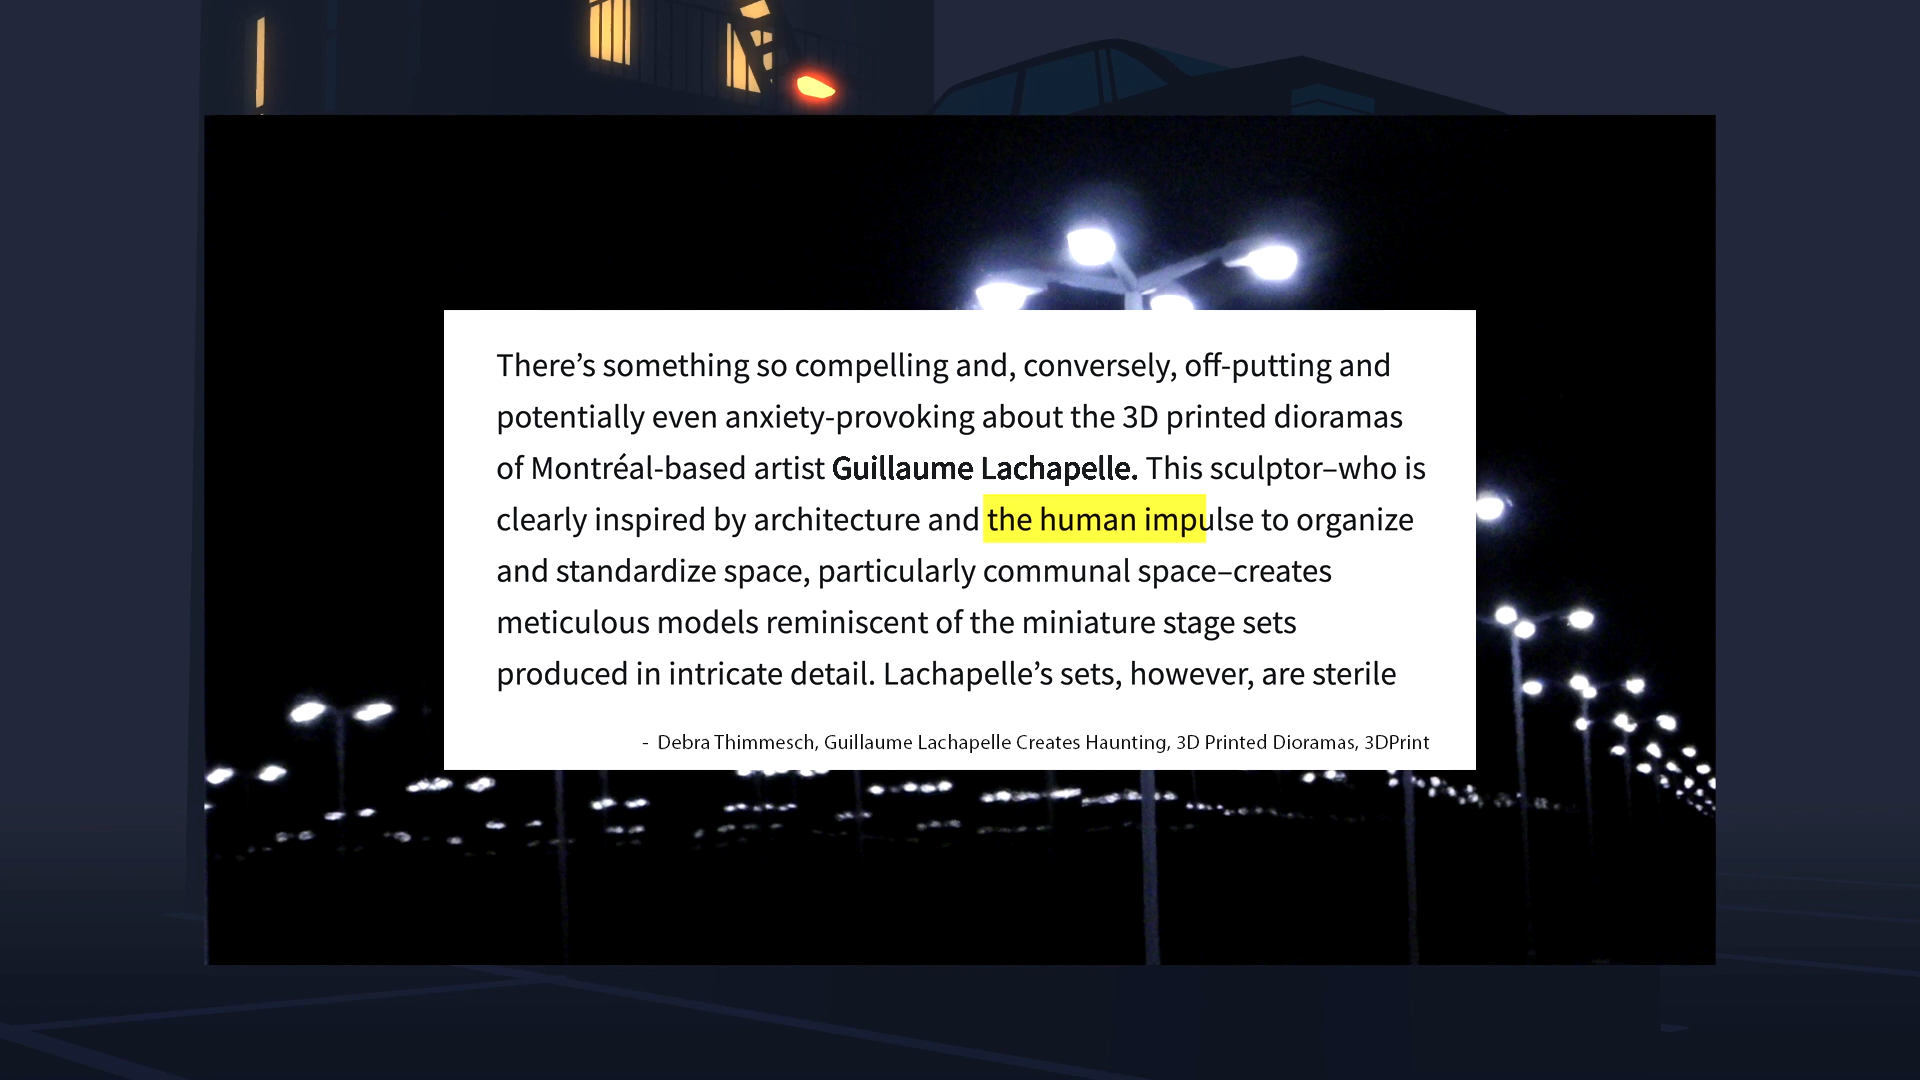 There’s something so compelling and, conversely, off-putting and
potentially even anxiety-provoking about the 3D printed dioramas
of Montréal-based artist Guillaume Lachapelle. This sculptor–who is
clearly inspired by architecture and the human impulse to organize
and standardize space, particularly communal space–creates
meticulous models reminiscent of the miniature stage sets
produced in intricate detail. Lachapelle’s sets, however, are sterile
- Debra Thimmesch, Guillaume Lachapelle Creates Haunting, 3D Printed Dioramas, 3DPrint